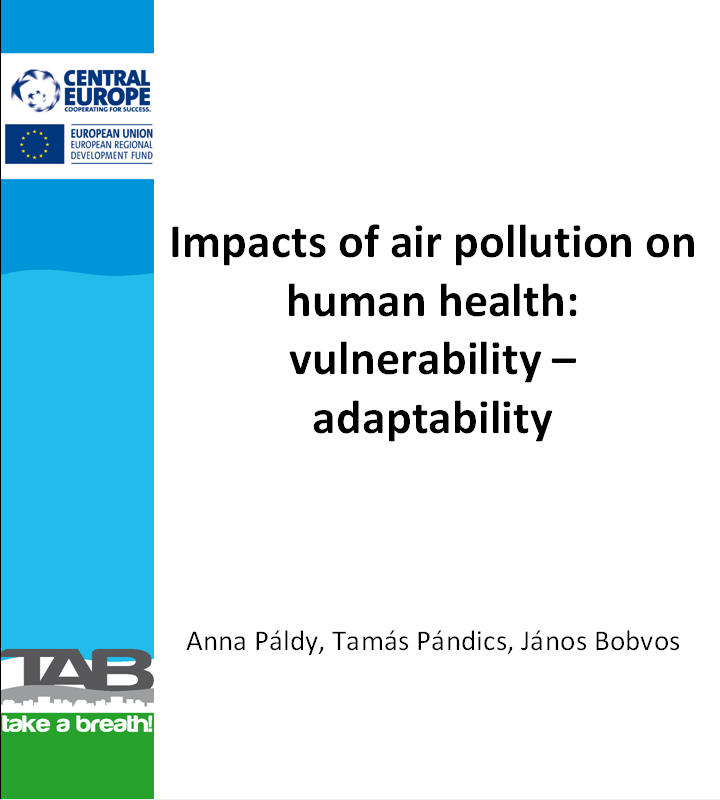 CENTRAL
EUROPE
COOPERATING FOR SUCCESS.
EUROPEAN UNION
EUROPEAN REGIONAL
DEVELOPMENT FUND
Impacts of air pollution on
human health:
vulnerability –
adaptability
Anna Páldy, Tamás Pándics, János Bobvos
TAB
take a breath!